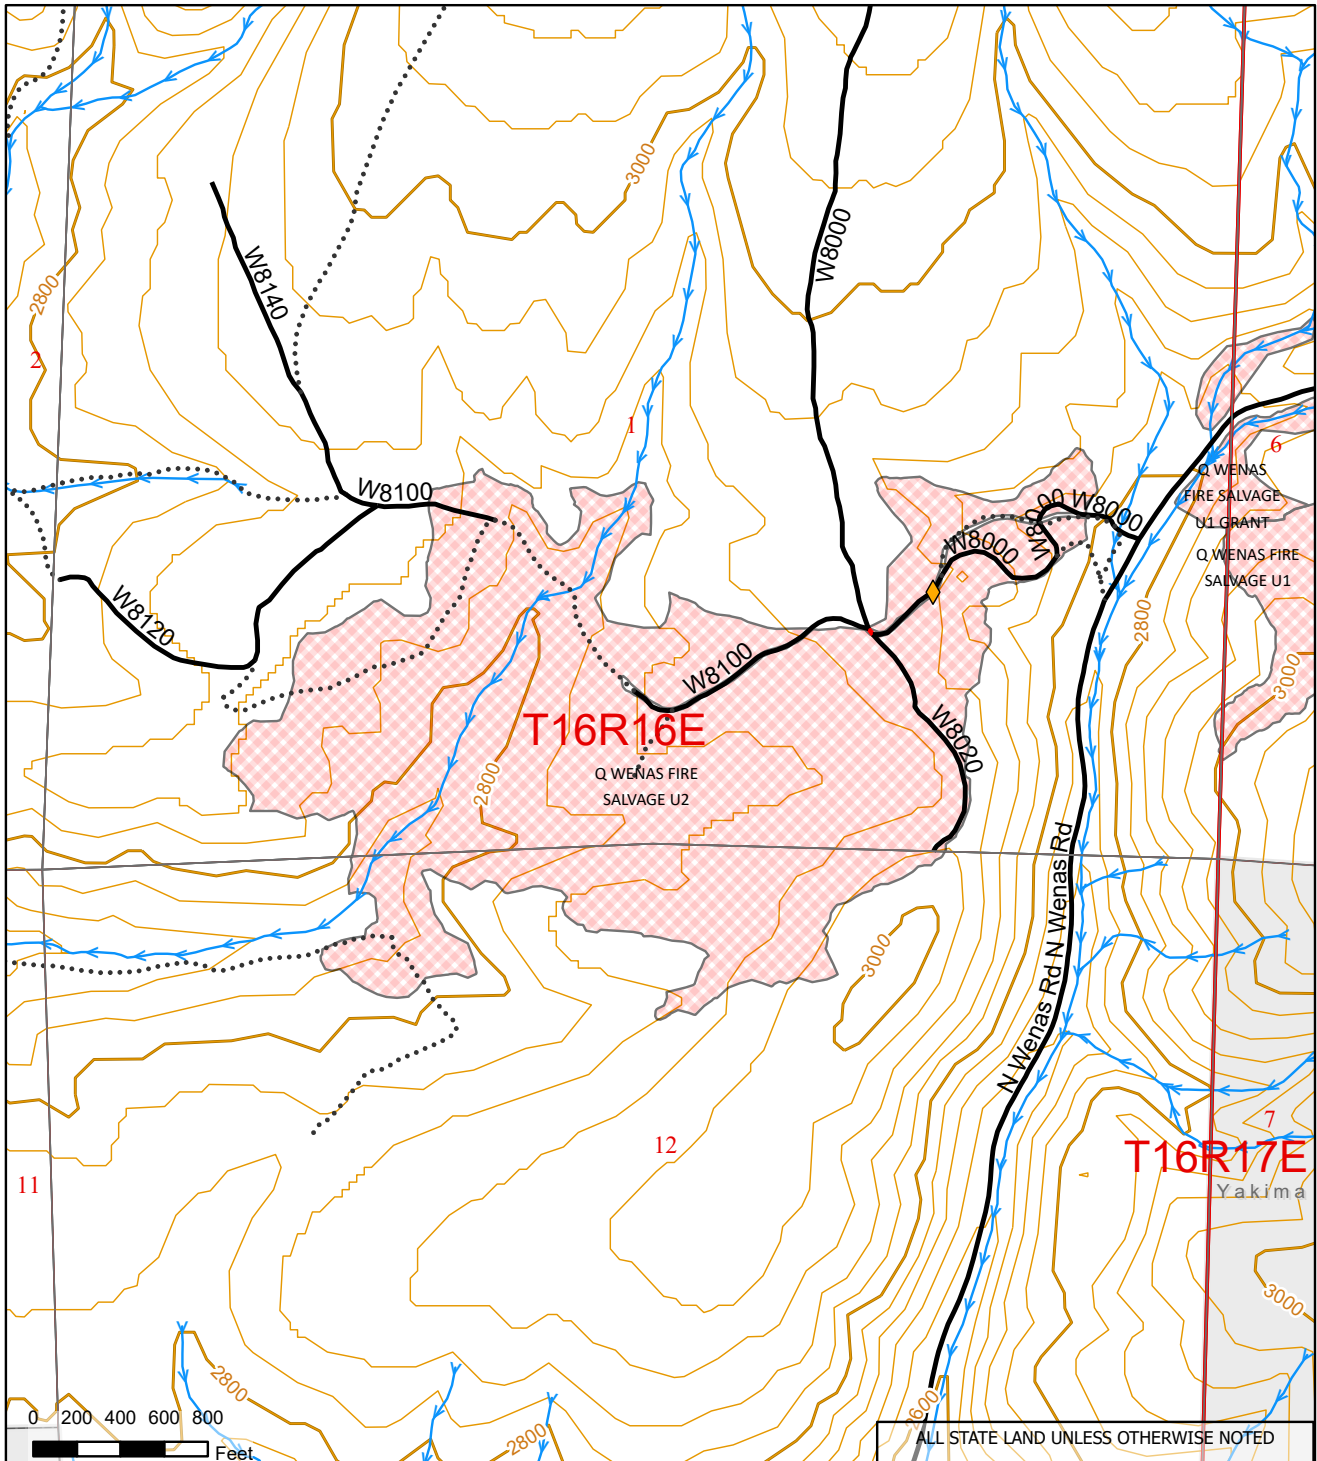 3000
W8000
W8140
2800
2
1
6
Q WENAS
FIRE SALVAGE
U1 GRANT
Q WENAS FIRE
SALVAGE U1
W8100
W8000
W8000
W8000
W8120
2800
3000
W8100
T16R16E
W8020
Q WENAS FIRE
SALVAGE U2
2800
N Wenas Rd N Wenas Rd
3000
12
11
7
T16R17E
Yakima
3000
2800
2800
2600
0 200 400 600 800
Feet
ALL STATE LAND UNLESS OTHERWISE NOTED